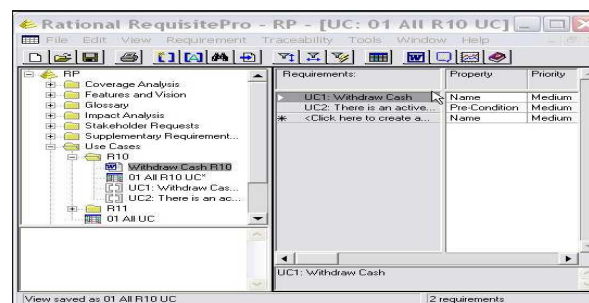 Rational RequisitePro - RP - [UC: 01 All R10 UC]
File Edit View Requirement Traceability Tools Window Help
RP
Coverage Analysis
Features and Vision
Glossary
Impact Analysis
Stakeholder Requests
Supplementary Requirement...
Use Cases
R10
Withdraw Cash R10
01 All R10 UC*
UC1: Withdraw Cas...
UC2: There is an ac...
R11
01 All UC
Requirements: Property Priority
UC1: Withdraw Cash Name Medium
UC2: There is an active... Pre-Condition Medium
* <Click here to create a... Name Medium
UC1: Withdraw Cash
View saved as 01 All R10 UC 2 requirements